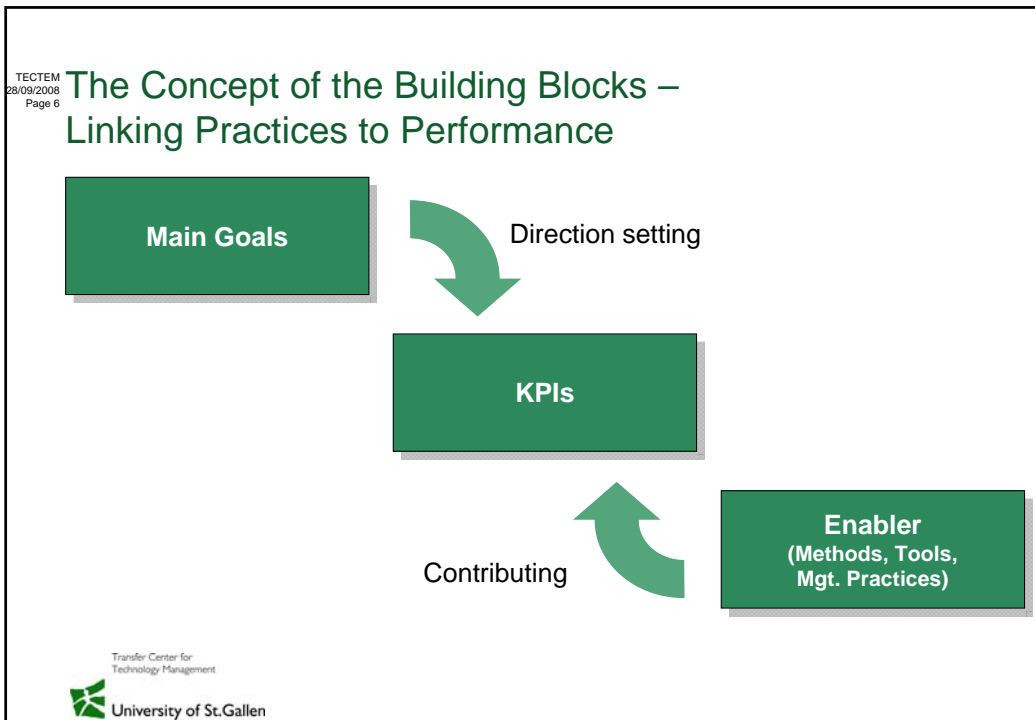 TECTEM
28/09/2008
Page 6
The Concept of the Building Blocks –
Linking Practices to Performance
Main Goals
Direction setting
KPIs
Enabler
(Methods, Tools,
Mgt. Practices)
Contributing
Transfer Center for
Technology Management
University of St.Gallen